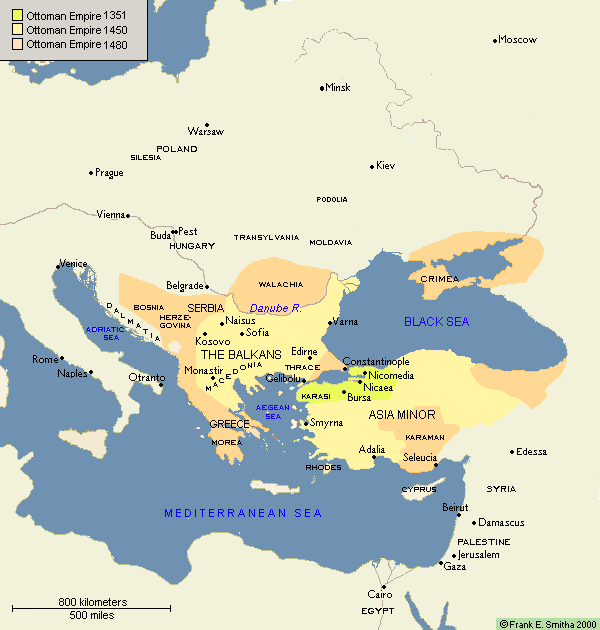 Ottoman Empire 1351
Ottoman Empire 1450
Ottoman Empire 1480
Moscow
Minsk
Warsaw
POLAND
SILESIA
Prague
Kiev
PODOLIA
Vienna
Buda
Pest
HUNGARY
TRANSYLVANIA
MOLDAVIA
Venice
CRIMEA
WALACHIA
Belgrade
BOSNIA
SERBIA
Danube R.
DALMATIA
HERZE-
GOVINA
Naisus
Varna
BLACK SEA
ADRIATIC
SEA
Kosovo
Sofia
THE BALKANS
Edirne
Rome
Naples
Otranto
Monastir
MACEDONIA
THRACE
Constantinople
Nicomedia
Gelibolu
Nicaea
KARASI
Bursa
AEGEAN
SEA
ASIA MINOR
GREECE
Smyrna
MOREA
KARAMAN
Adalia
Seleucia
Edessa
RHODES
CYPRUS
SYRIA
MEDITERRANEAN SEA
Beirut
Damascus
PALESTINE
Jerusalem
Gaza
Cairo
EGYPT
800 kilometers
500 miles
©Frank E. Smitha 2000